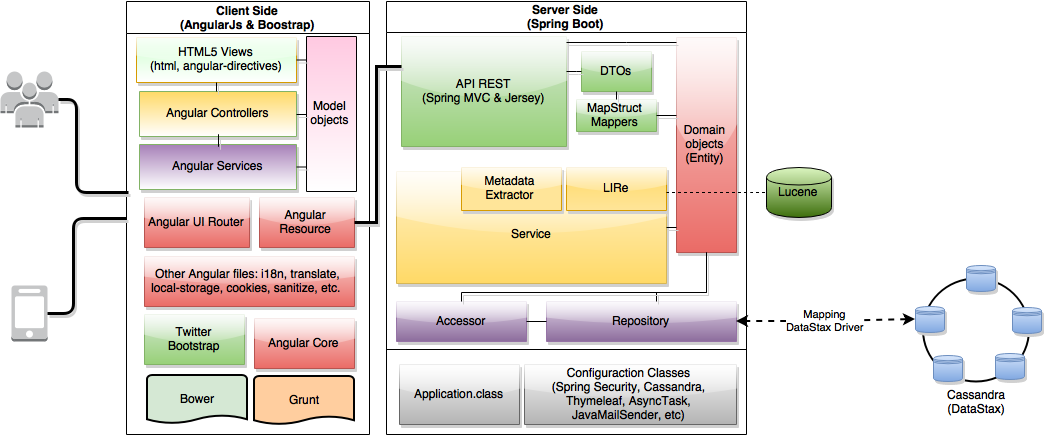 Client Side
(AngularJs & Boostrap)
HTML5 Views
(html, angular-directives)
Angular Controllers
Angular Services
Model
objects
Angular UI Router
Angular
Resource
Other Angular files: i18n, translate,
local-storage, cookies, sanitize, etc.
Twitter
Bootstrap
Angular Core
Bower
Grunt
Server Side
(Spring Boot)
API REST
(Spring MVC & Jersey)
DTOs
MapStruct
Mappers
Domain
objects
(Entity)
Metadata
Extractor
LIRe
Service
Accessor
Repository
Application.class
Configuraction Classes
(Spring Security, Cassandra,
Thymeleaf, AsyncTask,
JavaMailSender, etc)
Lucene
Mapping
DataStax Driver
Cassandra
(DataStax)